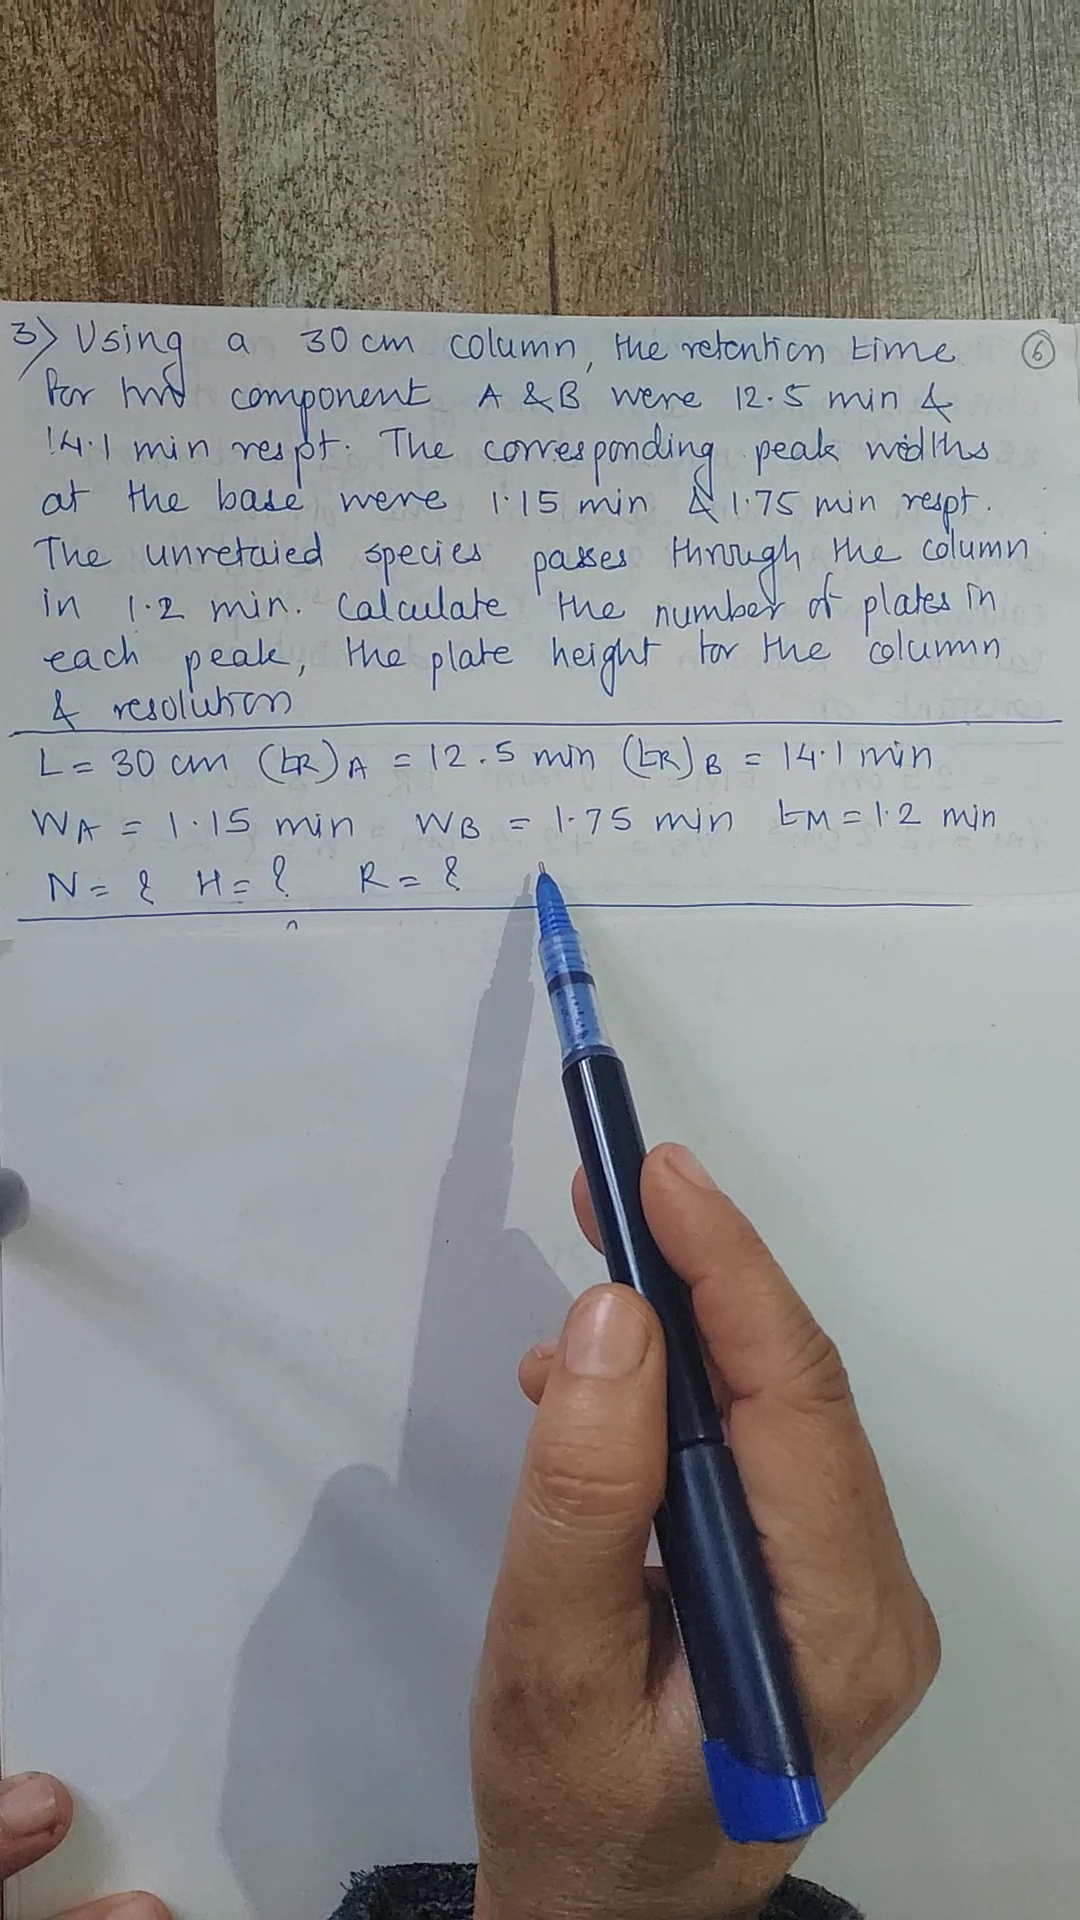 3) Using a 30 cm column, the retention time
6
for two component A & B were 12.5 min &
14.1 min respt. The corresponding peak widths
at the base were 1.15 min & 1.75 min respt.
The unretaied species passes through the column
in 1.2 min. Calculate the number of plates in
each peak, the plate height for the column
& resolution
L = 30 cm (tR)A = 12.5 min (tR)B = 14.1 min
WA = 1.15 min WB = 1.75 min tM = 1.2 min
N = ? H = ? R = ?